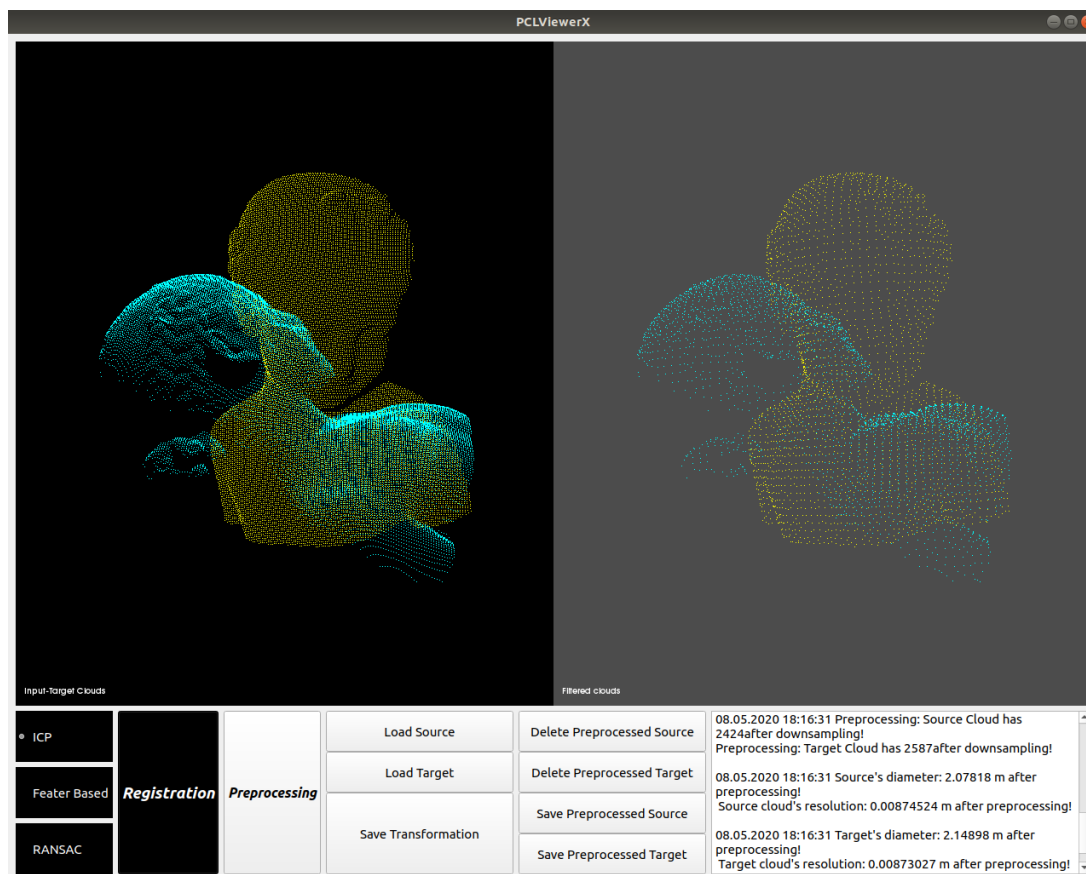 PCLViewerX
Input-Target Clouds
Filtered clouds
ICP
Feater Based
RANSAC
Registration
Preprocessing
Load Source
Load Target
Save Transformation
Delete Preprocessed Source
Delete Preprocessed Target
Save Preprocessed Source
Save Preprocessed Target
08.05.2020 18:16:31 Preprocessing: Source Cloud has
2424after downsampling!
Preprocessing: Target Cloud has 2587after downsampling!
08.05.2020 18:16:31 Source's diameter: 2.07818 m after
preprocessing!
Source cloud's resolution: 0.00874524 m after preprocessing!
08.05.2020 18:16:31 Target's diameter: 2.14898 m after
preprocessing!
Target cloud's resolution: 0.00873027 m after preprocessing!